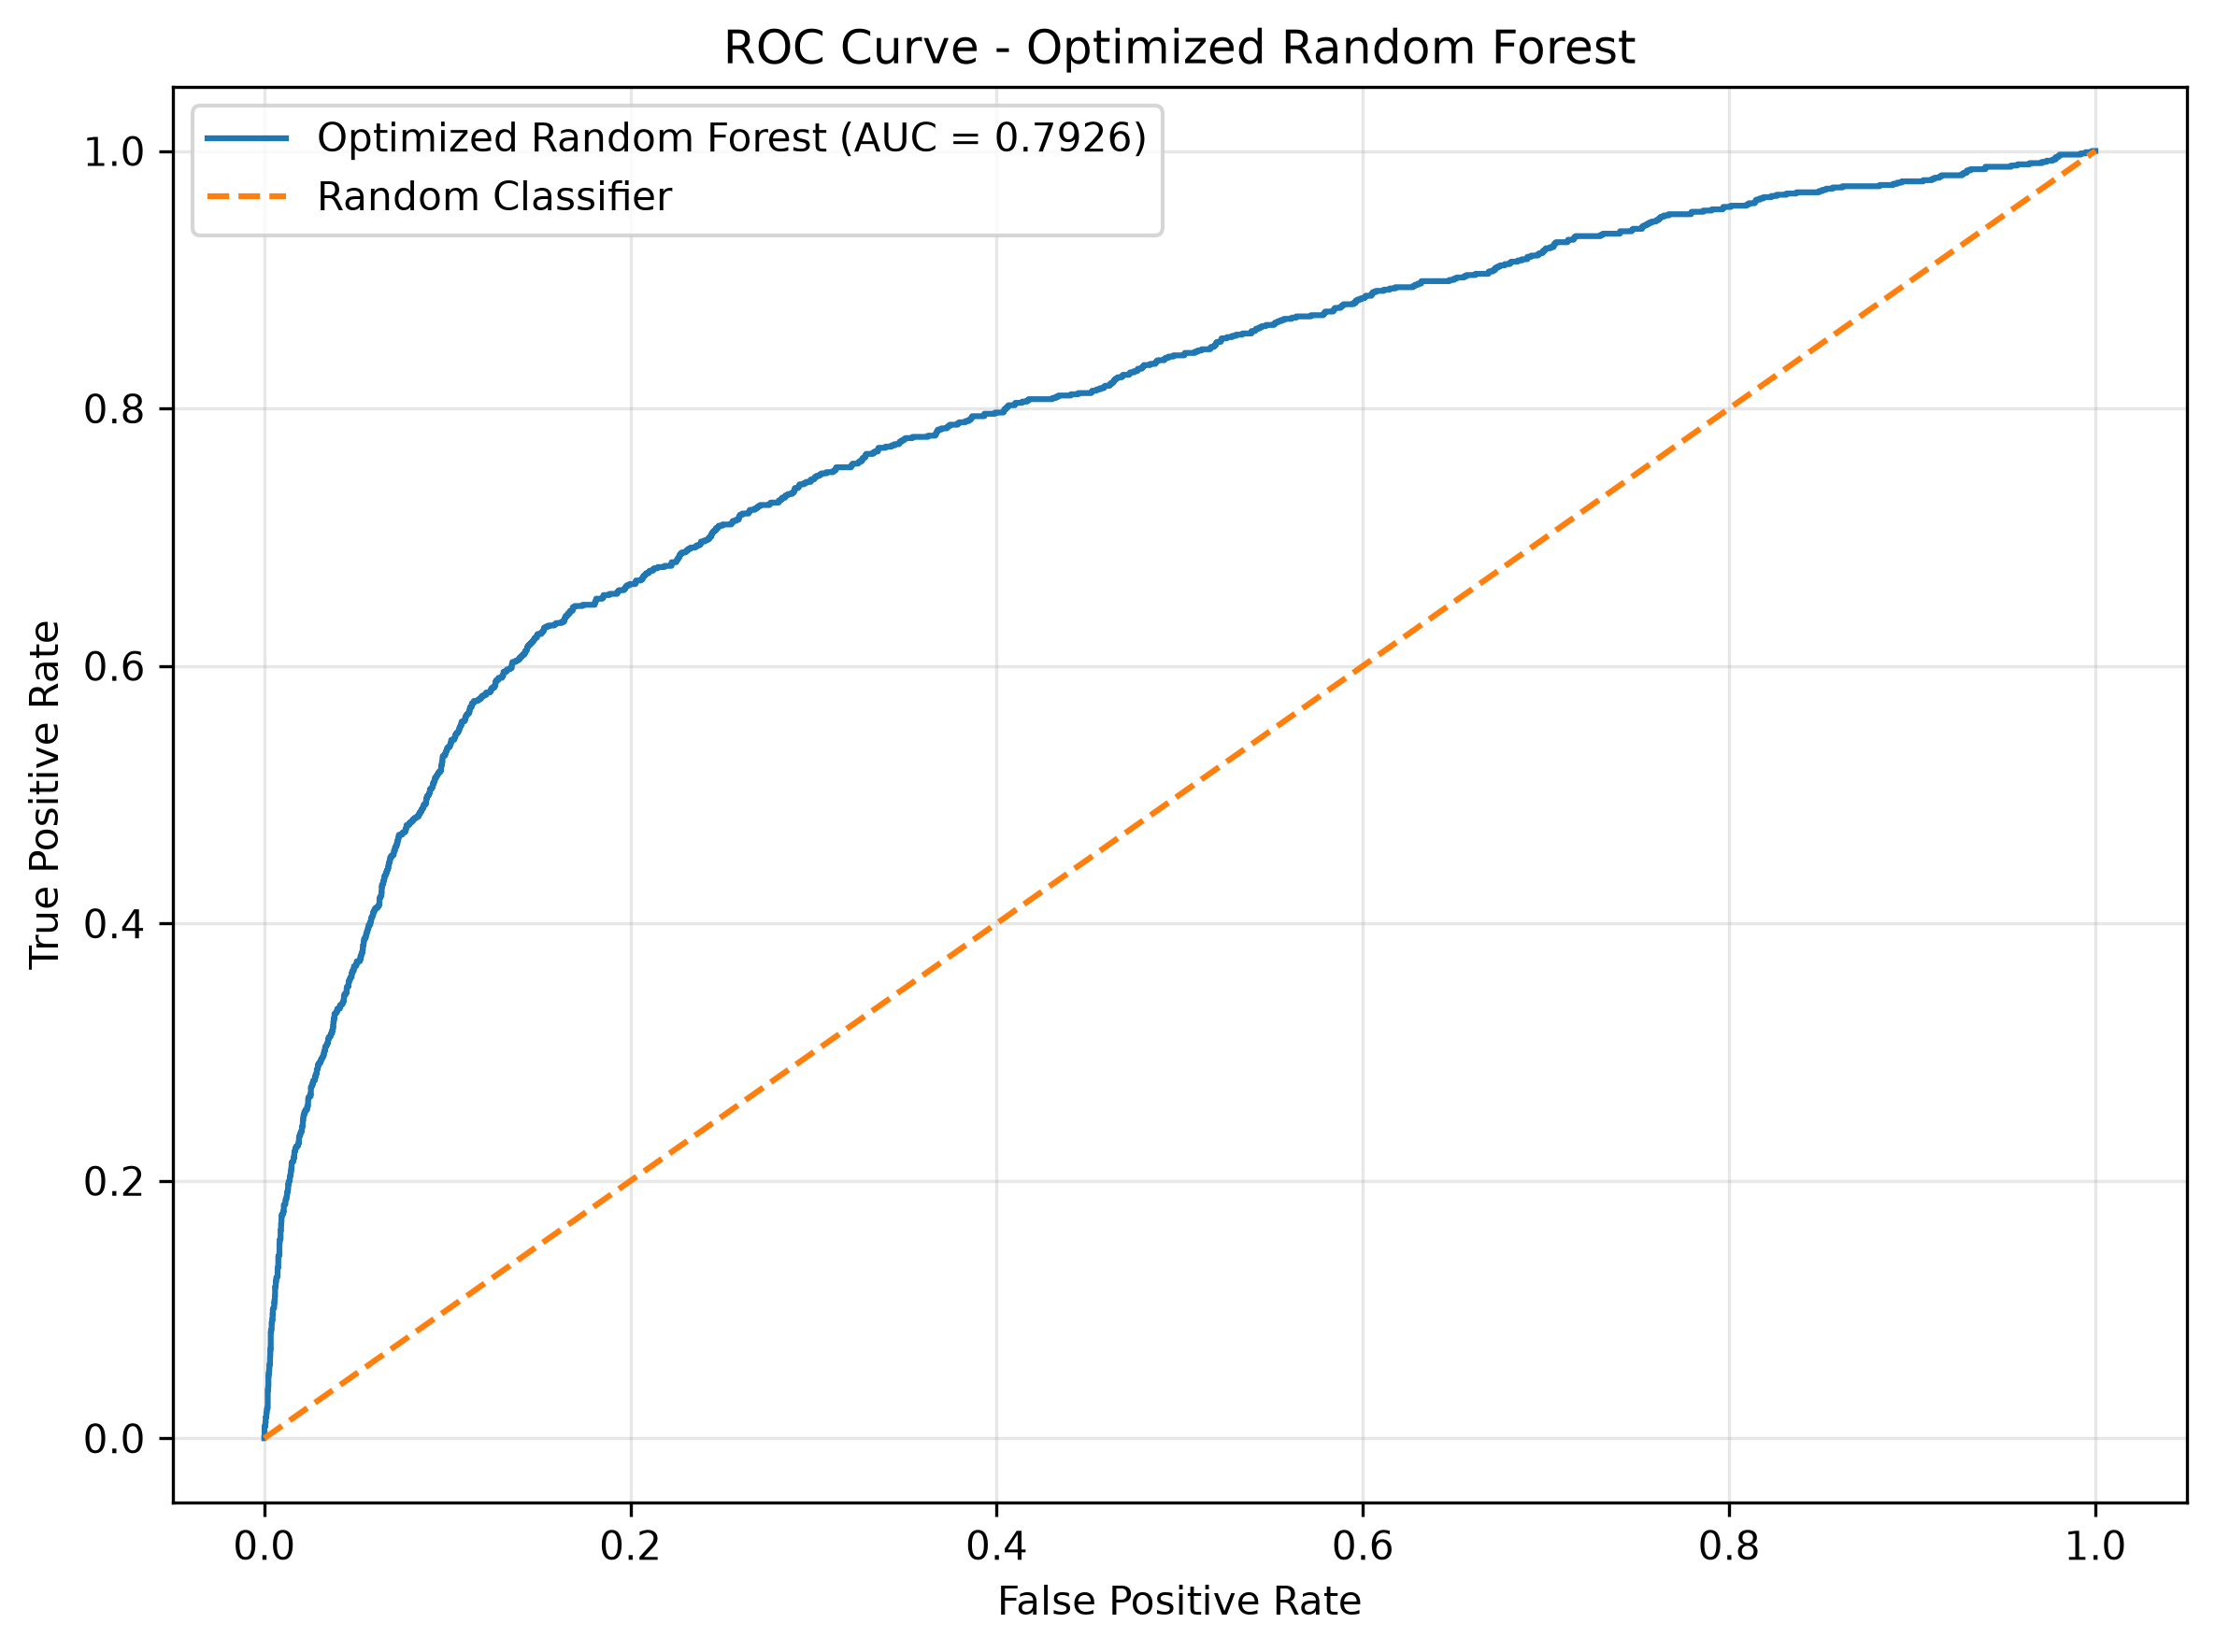 ROC Curve - Optimized Random Forest
Optimized Random Forest (AUC = 0.7926)
Random Classifier
True Positive Rate
1.0
0.8
0.6
0.4
0.2
0.0
0.0 0.2 0.4 0.6 0.8 1.0
False Positive Rate